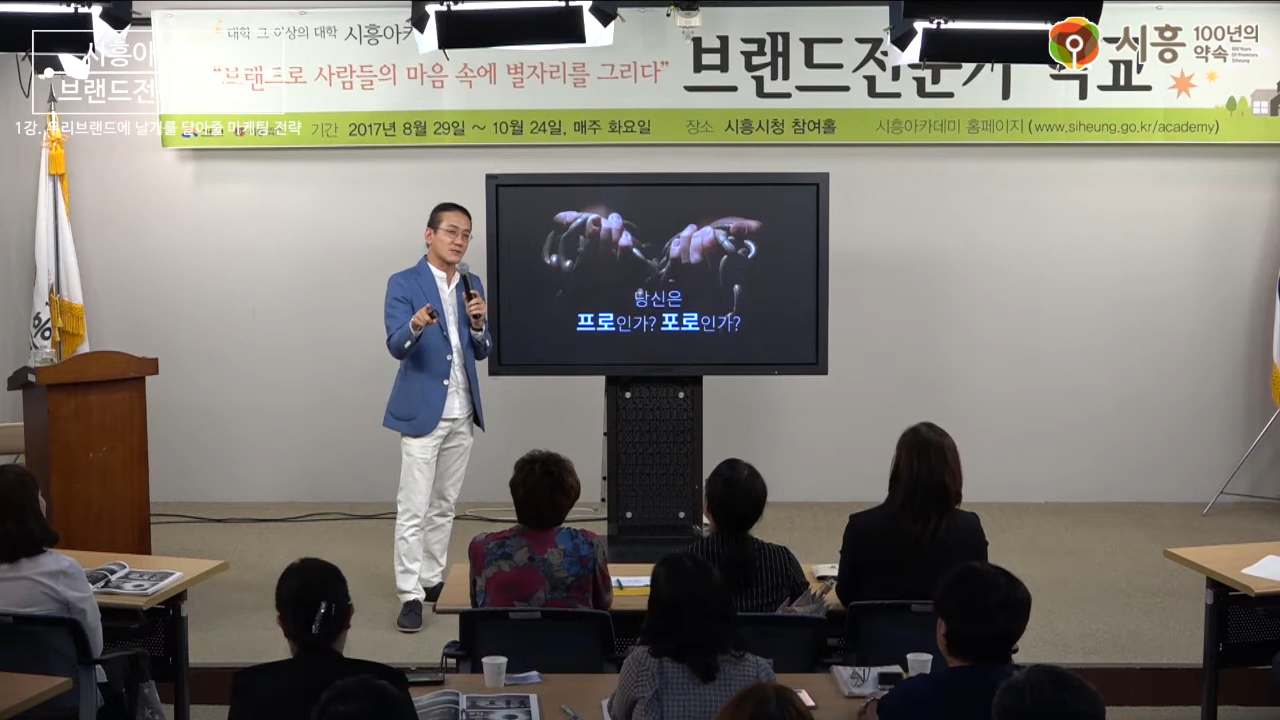 대학 그 이상의 대학 시흥아카
"브랜드로 사람들의 마음 속에 별자리를 그리다"
브랜드전문가 학교
기간 2017년 8월 29일 ~ 10월 24일, 매주 화요일 장소 시흥시청 참여홀 시흥아카데미 홈페이지 (www.siheung.go.kr/academy)
시흥 100년의 약속
시흥아
브랜드전
1강. 우리브랜드에 날개를 달아줄 마케팅 전략
당신은
프로인가? 포로인가?